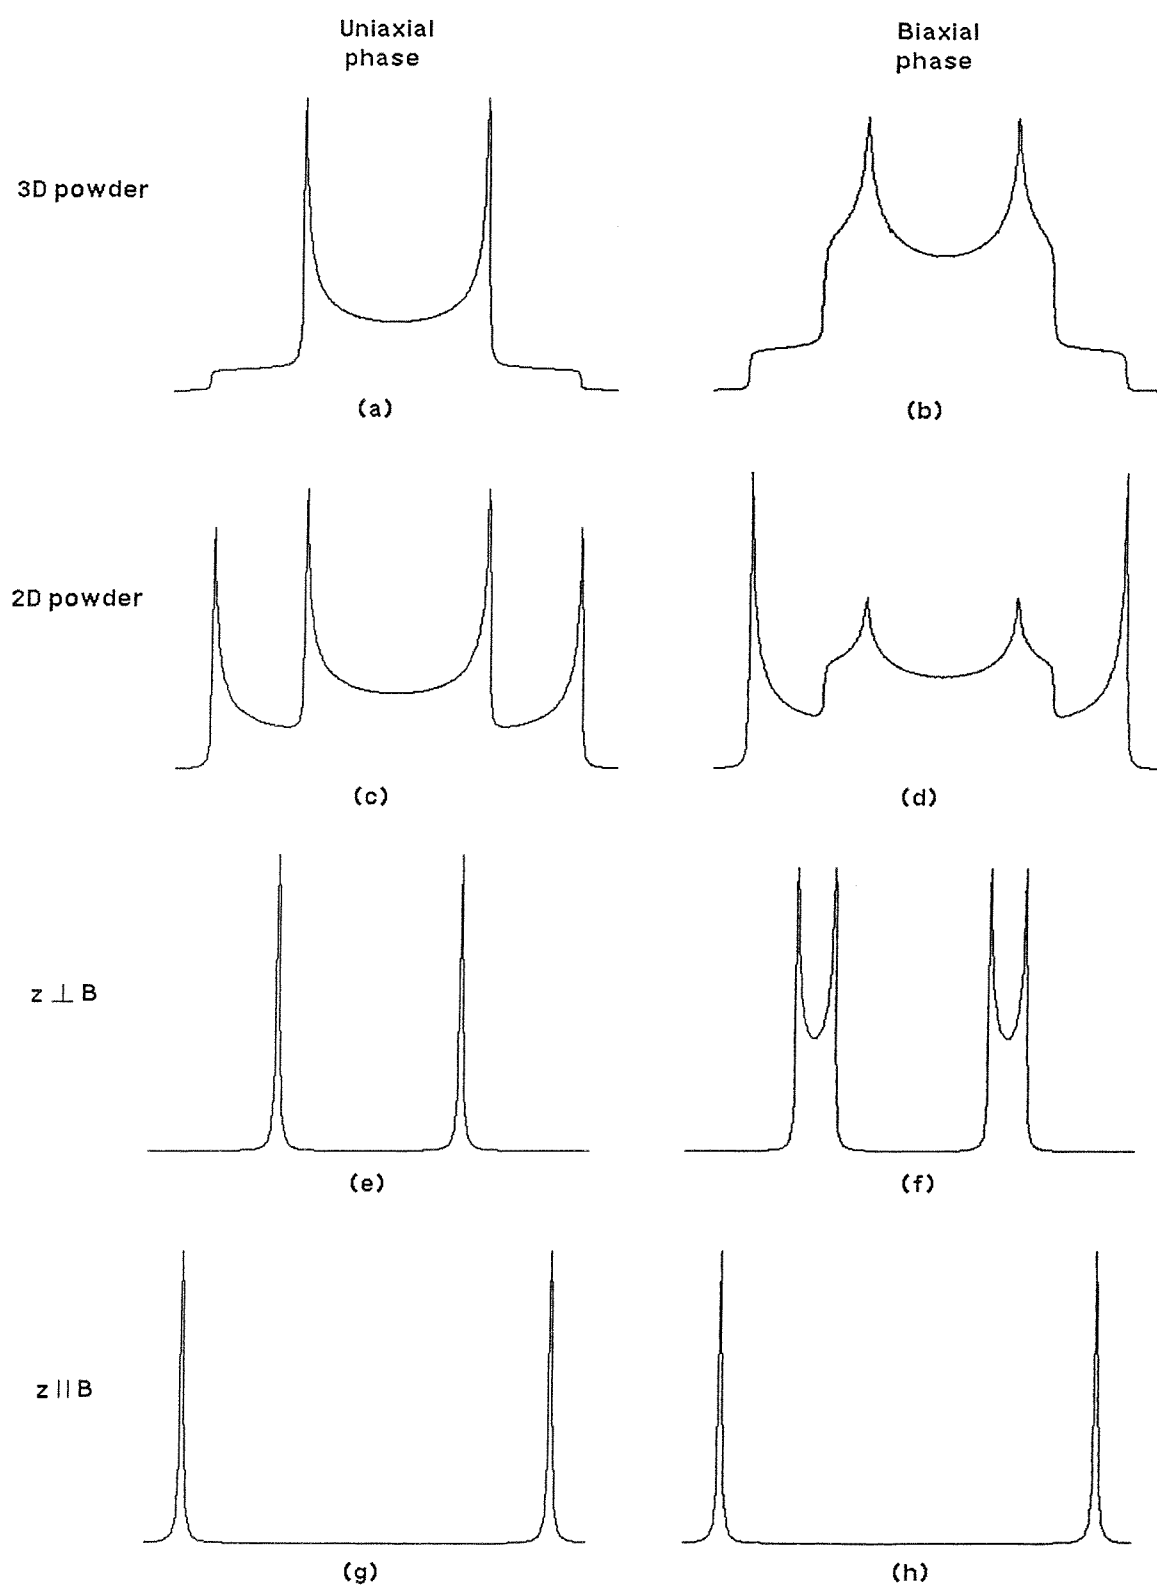 Uniaxial
phase
Biaxial
phase
3D powder
(a)
(b)
2D powder
(c)
(d)
z ⊥ B
(e)
(f)
z || B
(g)
(h)